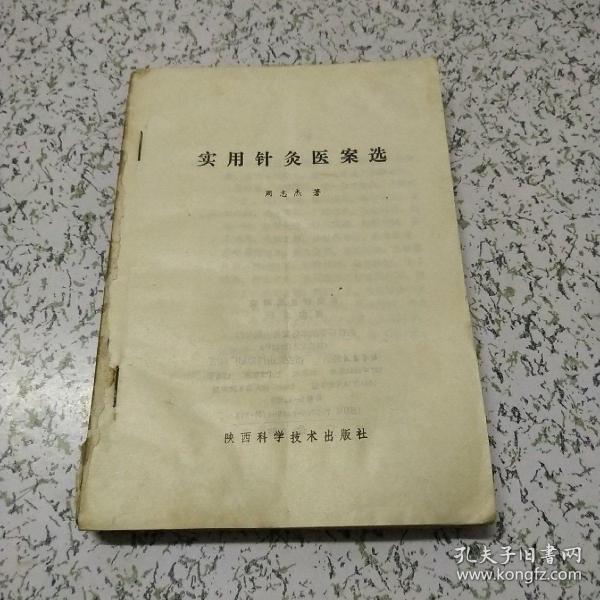 实用针灸医案选
周志杰 著
陕西科学技术出版社
孔夫子旧书网
www.kongfz.com